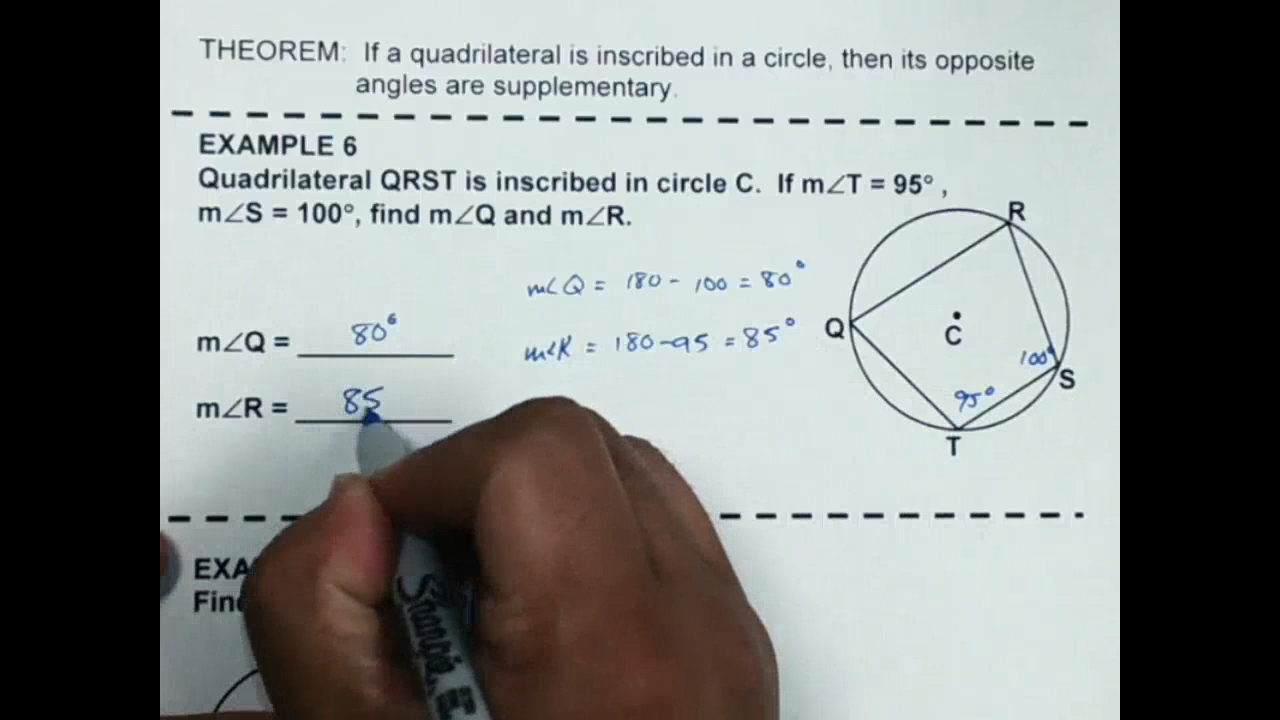 THEOREM: If a quadrilateral is inscribed in a circle, then its opposite
angles are supplementary.
EXAMPLE 6
Quadrilateral QRST is inscribed in circle C. If m∠T = 95°,
m∠S = 100°, find m∠Q and m∠R.
m∠Q = 180 - 100 = 80°
m∠Q = 80°
m∠R = 180 - 95 = 85°
m∠R = 85
R
Q
C
100°
S
95°
T
EXA
Find
Sharpie